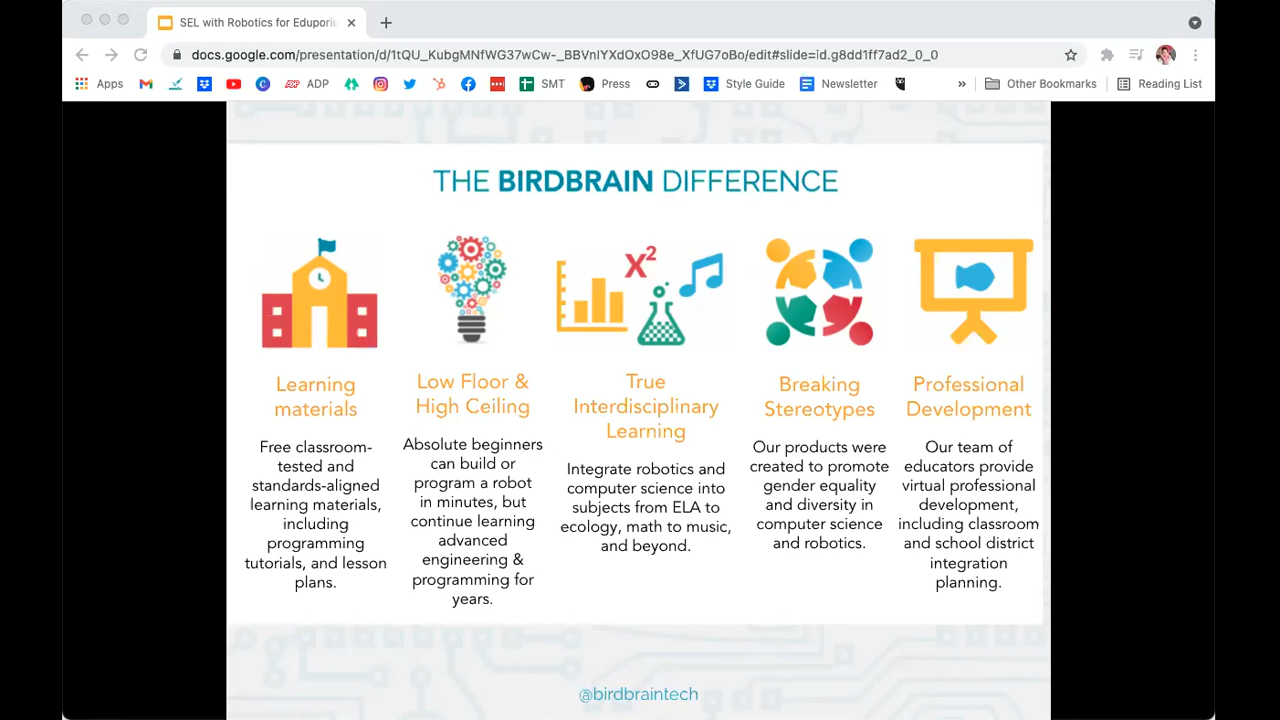 SEL with Robotics for Eduporiu
docs.google.com/presentation/d/1tQU_KubgMNfWG37wCw-_BBVnIYXdOxO98e_XfUG7oBo/edit#slide=id.g8dd1ff7ad2_0_0
Apps ADP SMT Press Style Guide Newsletter » Other Bookmarks Reading List
THE BIRDBRAIN DIFFERENCE
X²
Learning
materials
Free classroom-
tested and
standards-aligned
learning materials,
including
programming
tutorials, and lesson
plans.
Low Floor &
High Ceiling
Absolute beginners
can build or
program a robot
in minutes, but
continue learning
advanced
engineering &
programming for
years.
True
Interdisciplinary
Learning
Integrate robotics and
computer science into
subjects from ELA to
ecology, math to music,
and beyond.
Breaking
Stereotypes
Our products were
created to promote
gender equality
and diversity in
computer science
and robotics.
Professional
Development
Our team of
educators provide
virtual professional
development,
including classroom
and school district
integration
planning.
@birdbraintech